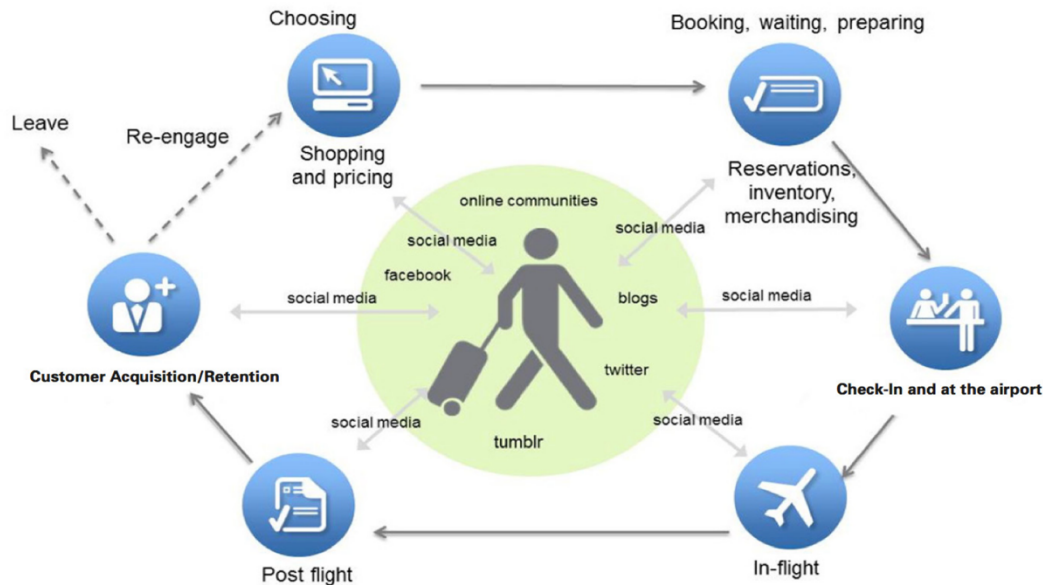 Choosing
Booking, waiting, preparing
Leave
Re-engage
Shopping
and pricing
Reservations,
inventory,
merchandising
online communities
social media
social media
facebook
social media
blogs
social media
Customer Acquisition/Retention
twitter
Check-In and at the airport
social media
social media
tumblr
Post flight
In-flight